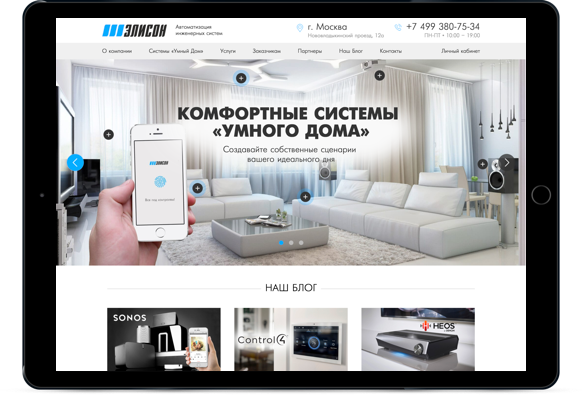 ЭЛИСОН
Автоматизация
инженерных систем
г. Москва
Нововладыкинский проезд, 12а
+7 499 380-75-34
ПН-ПТ • 10:00 – 19:00
О компании
Системы «Умный Дом»
Услуги
Заказчикам
Партнеры
Наш Блог
Контакты
Личный кабинет
КОМФОРТНЫЕ СИСТЕМЫ
«УМНОГО ДОМА»
Создавайте собственные сценарии
вашего идеального дня
ЭЛИСОН
НАШ БЛОГ
SONOS
Control4
HEOS